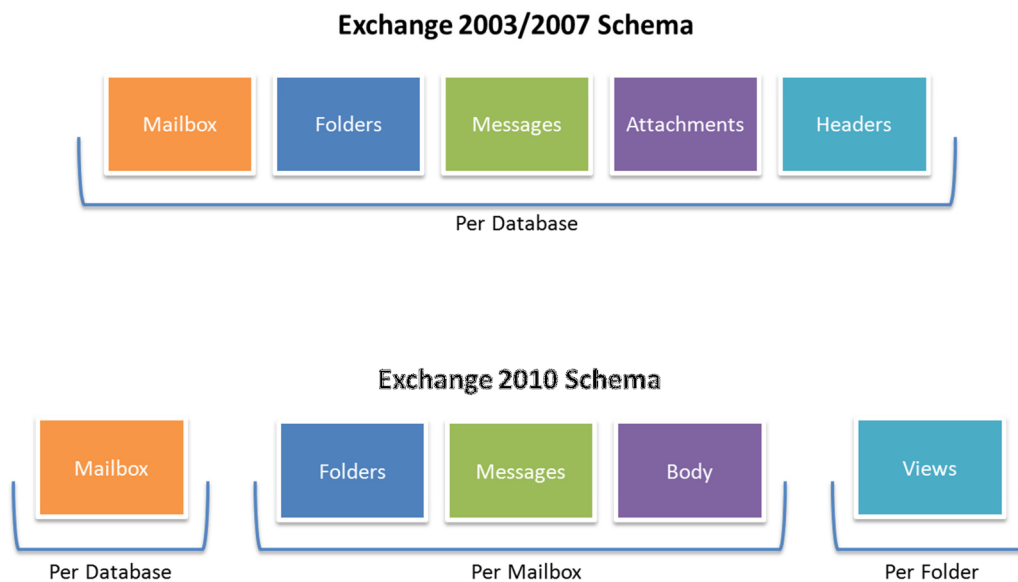 Exchange 2003/2007 Schema
Mailbox
Folders
Messages
Attachments
Headers
Per Database
Exchange 2010 Schema
Mailbox
Folders
Messages
Body
Views
Per Database
Per Mailbox
Per Folder